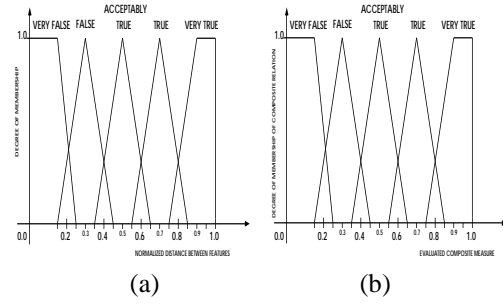 ACCEPTABLY
VERY FALSE FALSE TRUE TRUE VERY TRUE
1.0
DEGREE OF MEMBERSHIP
0.0 0.2 0.3 0.4 0.5 0.6 0.7 0.8 0.9 1.0
NORMALIZED DISTANCE BETWEEN FEATURES
(a)
ACCEPTABLY
VERY FALSE FALSE TRUE TRUE VERY TRUE
1.0
DEGREE OF MEMBERSHIP OF COMPOSITE RELATION
0.0 0.2 0.3 0.4 0.5 0.6 0.7 0.8 0.9 1.0
EVALUATED COMPOSITE MEASURE
(b)